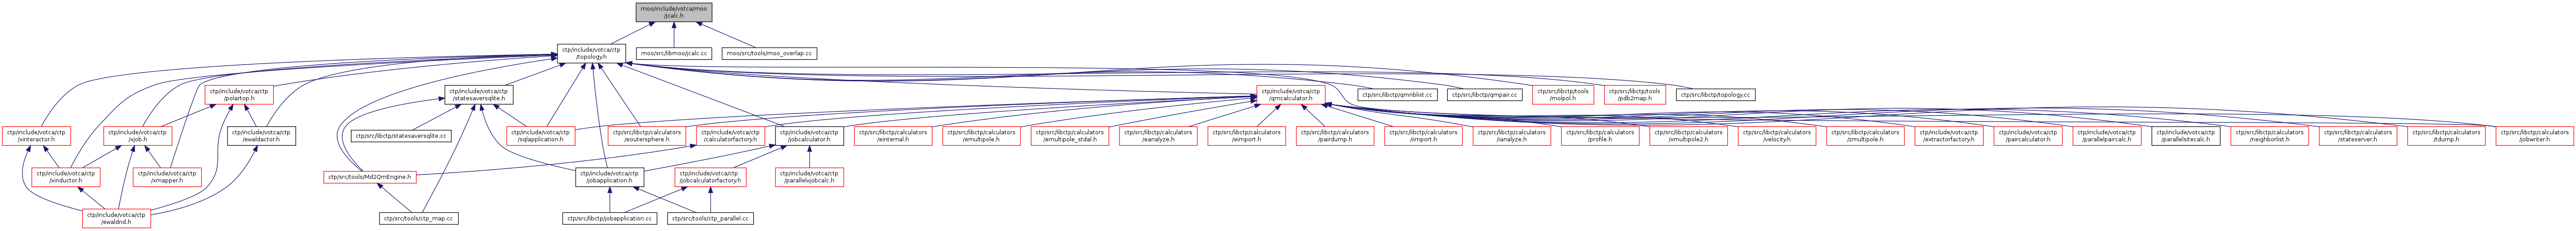 moo/include/votca/moo
/jcalc.h
ctp/include/votca/ctp
/topology.h
moo/src/libmoo/jcalc.cc
moo/src/tools/moo_overlap.cc
ctp/include/votca/ctp
/polartop.h
ctp/include/votca/ctp
/statesaversqlite.h
ctp/include/votca/ctp
/qmcalculator.h
ctp/src/libctp/qmnblist.cc
ctp/src/libctp/qmpair.cc
ctp/src/libctp/tools
/molpol.h
ctp/src/libctp/tools
/pdb2map.h
ctp/src/libctp/topology.cc
ctp/include/votca/ctp
/xinteractor.h
ctp/include/votca/ctp
/xjob.h
ctp/include/votca/ctp
/ewaldactor.h
ctp/src/libctp/statesaversqlite.cc
ctp/include/votca/ctp
/sqlapplication.h
ctp/src/libctp/calculators
/eoutersphere.h
ctp/include/votca/ctp
/calculatorfactory.h
ctp/include/votca/ctp
/jobcalculator.h
ctp/src/libctp/calculators
/einternal.h
ctp/src/libctp/calculators
/emultipole.h
ctp/src/libctp/calculators
/emultipole_stdal.h
ctp/src/libctp/calculators
/eanalyze.h
ctp/src/libctp/calculators
/eimport.h
ctp/src/libctp/calculators
/pairdump.h
ctp/src/libctp/calculators
/iimport.h
ctp/src/libctp/calculators
/ianalyze.h
ctp/src/libctp/calculators
/profile.h
ctp/src/libctp/calculators
/xmultipole2.h
ctp/src/libctp/calculators
/velocity.h
ctp/src/libctp/calculators
/zmultipole.h
ctp/include/votca/ctp
/extractorfactory.h
ctp/include/votca/ctp
/paircalculator.h
ctp/include/votca/ctp
/parallelpaircalc.h
ctp/include/votca/ctp
/parallelsitecalc.h
ctp/src/libctp/calculators
/neighborlist.h
ctp/src/libctp/calculators
/stateserver.h
ctp/src/libctp/calculators
/tdump.h
ctp/src/libctp/calculators
/jobwriter.h
ctp/include/votca/ctp
/xinductor.h
ctp/include/votca/ctp
/xmapper.h
ctp/src/tools/Md2QmEngine.h
ctp/include/votca/ctp
/jobapplication.h
ctp/include/votca/ctp
/jobcalculatorfactory.h
ctp/include/votca/ctp
/parallelxjobcalc.h
ctp/include/votca/ctp
/ewaldnd.h
ctp/src/tools/ctp_map.cc
ctp/src/libctp/jobapplication.cc
ctp/src/tools/ctp_parallel.cc